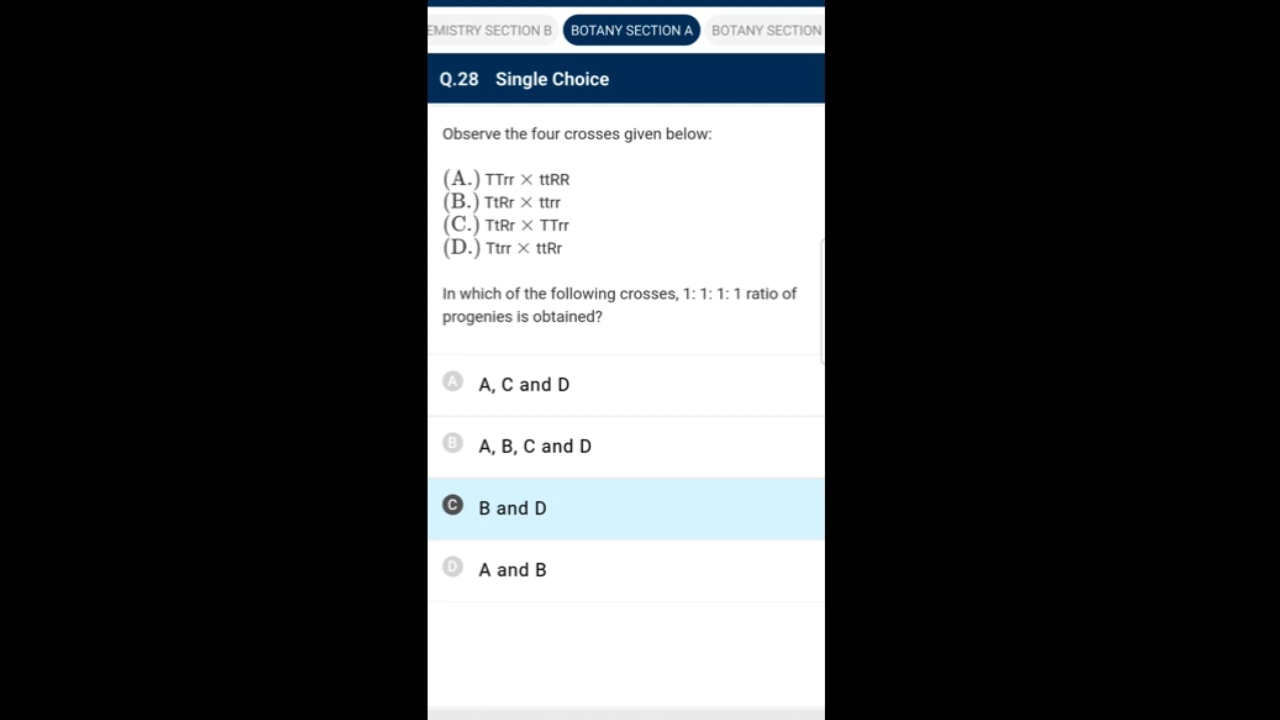 EMISTRY SECTION B BOTANY SECTION A BOTANY SECTION
Q.28 Single Choice
Observe the four crosses given below:
(A.) TTrr × ttRR
(B.) TtRr × ttrr
(C.) TtRr × TTrr
(D.) Ttrr × ttRr
In which of the following crosses, 1: 1: 1: 1 ratio of
progenies is obtained?
A A, C and D
B A, B, C and D
C B and D
D A and B